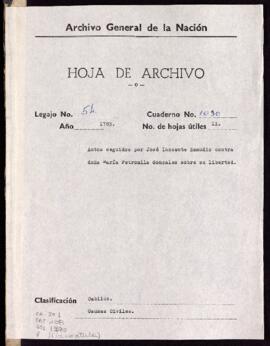 Archivo General de la Nación
HOJA DE ARCHIVO
Legajo No. 54
Cuaderno No. 1030
Año 1783.
No. de hojas útiles 11.
Autos seguidos por José Inocente Zamudio contra
doña María Petronila Gonzales sobre su libertad.
Clasificación
Cabildo.
Causas Civiles.